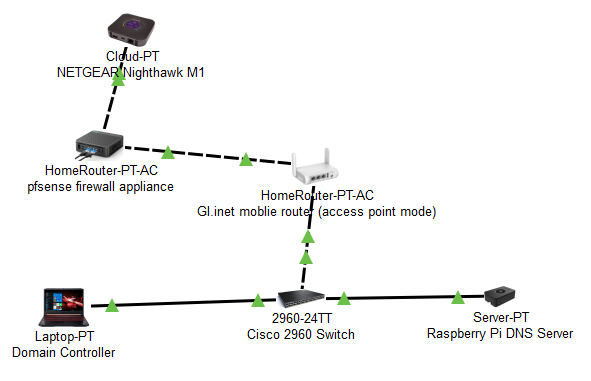 Cloud-PT
NETGEAR Nighthawk M1
HomeRouter-PT-AC
pfsense firewall appliance
HomeRouter-PT-AC
Gl.inet moblie router (access point mode)
2960-24TT
Cisco 2960 Switch
Laptop-PT
Domain Controller
Server-PT
Raspberry Pi DNS Server